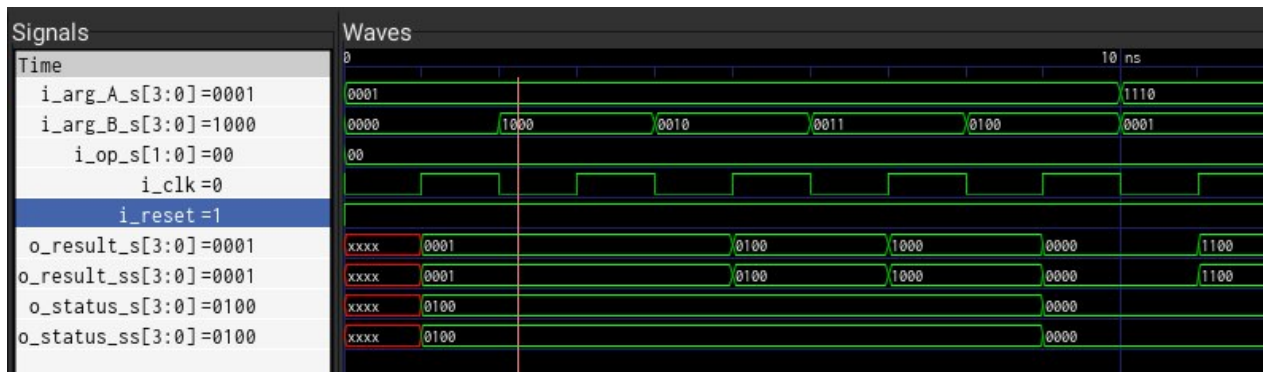 Signals Waves
Time 0 10 ns
i_arg_A_s[3:0]=0001 0001 1110
i_arg_B_s[3:0]=1000 0000 1000 0010 0011 0100 0001
i_op_s[1:0]=00 00
i_clk=0
i_reset=1
o_result_s[3:0]=0001 xxxx 0001 0100 1000 0000 1100
o_result_ss[3:0]=0001 xxxx 0001 0100 1000 0000 1100
o_status_s[3:0]=0100 xxxx 0100 0000
o_status_ss[3:0]=0100 xxxx 0100 0000